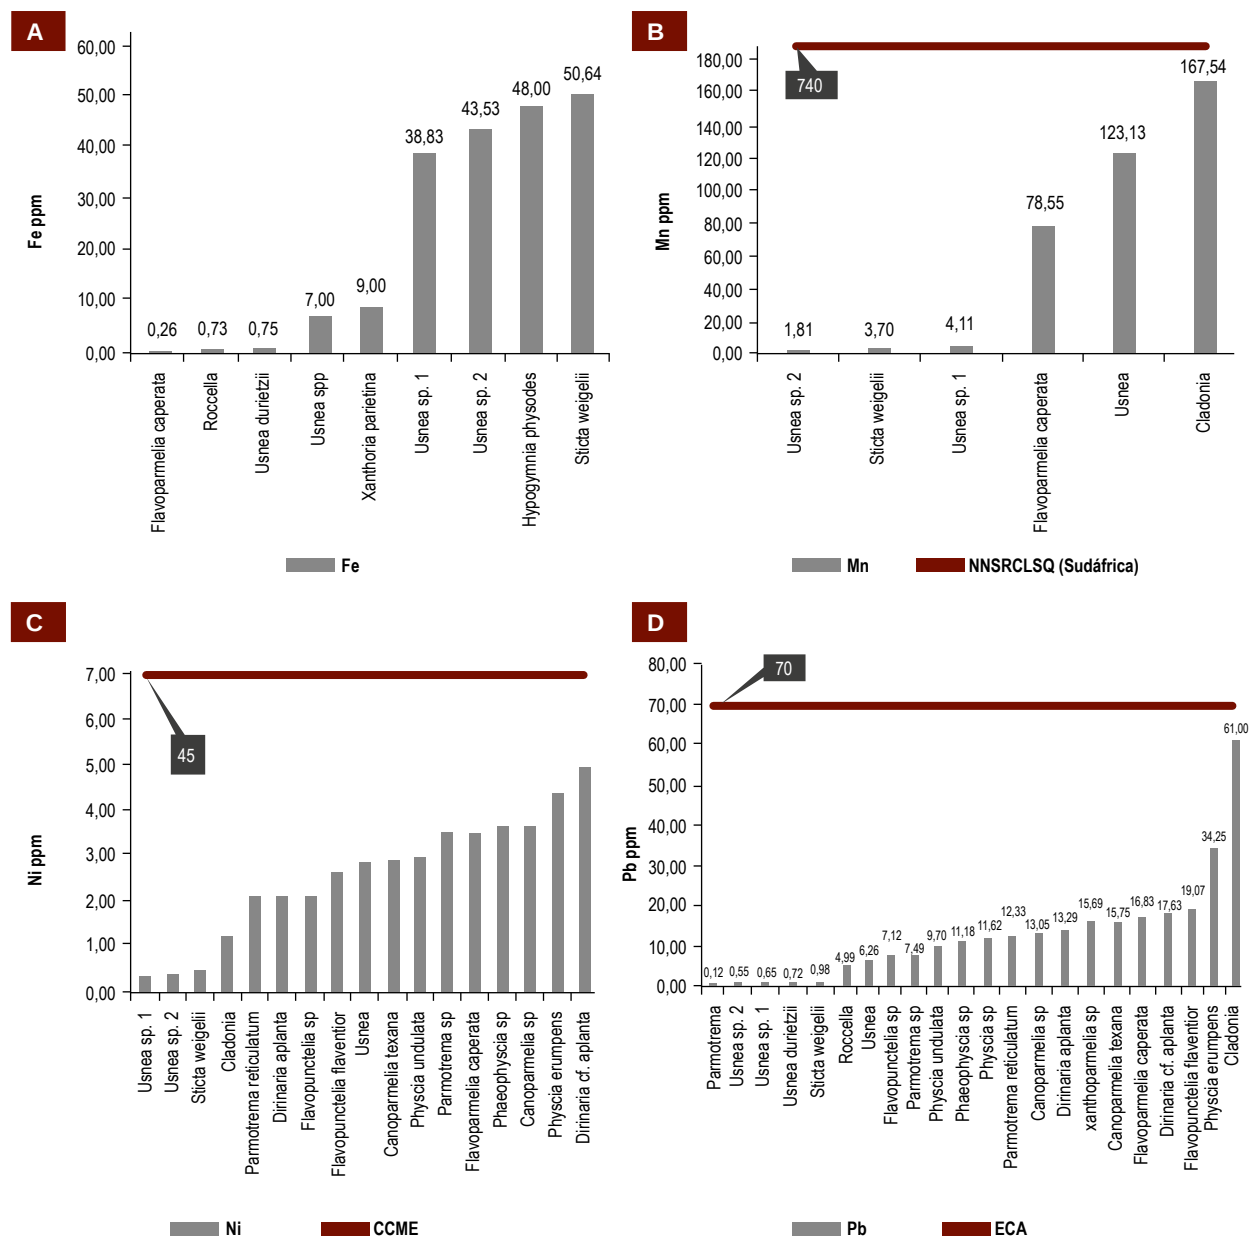 A
60,00
50,00
40,00
30,00
20,00
10,00
0,00
Fe ppm
0,26
0,73
0,75
7,00
9,00
38,83
43,53
48,00
50,64
Flavoparmelia caperata
Roccella
Usnea durietzii
Usnea spp
Xanthoria parietina
Usnea sp. 1
Usnea sp. 2
Hypogymnia physodes
Sticta weigelii
Fe
B
180,00
160,00
140,00
120,00
100,00
80,00
60,00
40,00
20,00
0,00
Mn ppm
740
1,81
3,70
4,11
78,55
123,13
167,54
Usnea sp. 2
Sticta weigelii
Usnea sp. 1
Flavoparmelia caperata
Usnea
Cladonia
Mn
NNSRCLSQ (Sudáfrica)
C
7,00
6,00
5,00
4,00
3,00
2,00
1,00
0,00
Ni ppm
45
Usnea sp. 1
Usnea sp. 2
Sticta weigelii
Cladonia
Parmotrema reticulatum
Dirinaria aplanta
Flavopunctelia sp
Flavopunctelia flaventior
Usnea
Canoparmelia texana
Physcia undulata
Parmotrema sp
Flavoparmelia caperata
Phaeophyscia sp
Canoparmelia sp
Physcia erumpens
Dirinaria cf. aplanta
Ni
CCME
D
80,00
70,00
60,00
50,00
40,00
30,00
20,00
10,00
0,00
Pb ppm
70
0,12
0,55
0,65
0,72
0,98
4,99
6,26
7,12
7,49
9,70
11,18
11,62
12,33
13,05
13,29
15,69
15,75
16,83
17,63
19,07
34,25
61,00
Parmotrema
Usnea sp. 2
Usnea sp. 1
Usnea durietzii
Sticta weigelii
Roccella
Usnea
Flavopunctelia sp
Parmotrema sp
Physcia undulata
Phaeophyscia sp
Physcia sp
Parmotrema reticulatum
Canoparmelia sp
Dirinaria aplanta
xanthoparmelia sp
Canoparmelia texana
Flavoparmelia caperata
Dirinaria cf. aplanta
Flavopunctelia flaventior
Physcia erumpens
Cladonia
Pb
ECA